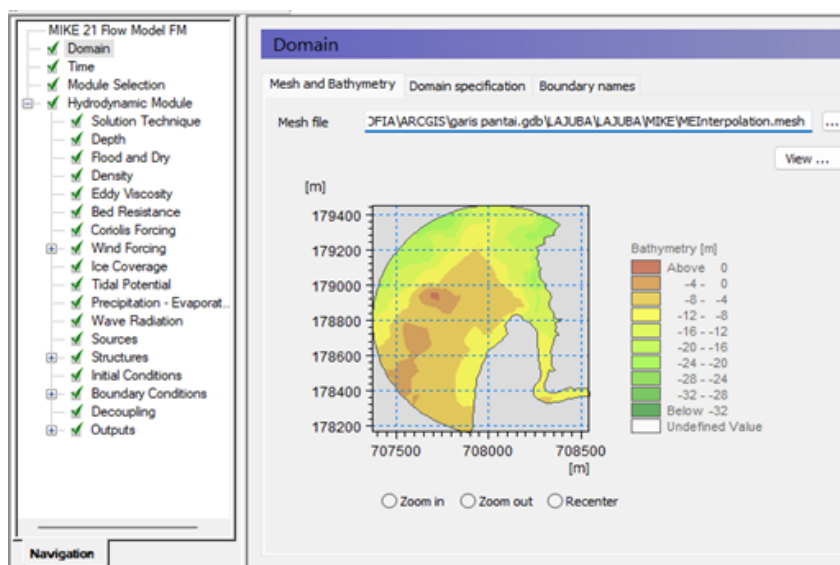 MIKE 21 Flow Model FM
Domain
Time
Module Selection
Hydrodynamic Module
Solution Technique
Depth
Flood and Dry
Density
Eddy Viscosity
Bed Resistance
Coriolis Forcing
Wind Forcing
Ice Coverage
Tidal Potential
Precipitation - Evaporat..
Wave Radiation
Sources
Structures
Initial Conditions
Boundary Conditions
Decoupling
Outputs
Navigation
Domain
Mesh and Bathymetry Domain specification Boundary names
Mesh file OFIA\ARCGIS\garis pantai.gdb\LAJUBA\LAJUBA\MIKE\MEInterpolation.mesh ...
View ...
[m]
179400
179200
179000
178800
178600
178400
178200
707500 708000 708500
[m]
Bathymetry [m]
Above 0
-4 - 0
-8 - -4
-12 - -8
-16 - -12
-20 - -16
-24 - -20
-28 - -24
-32 - -28
Below -32
Undefined Value
Zoom in Zoom out Recenter